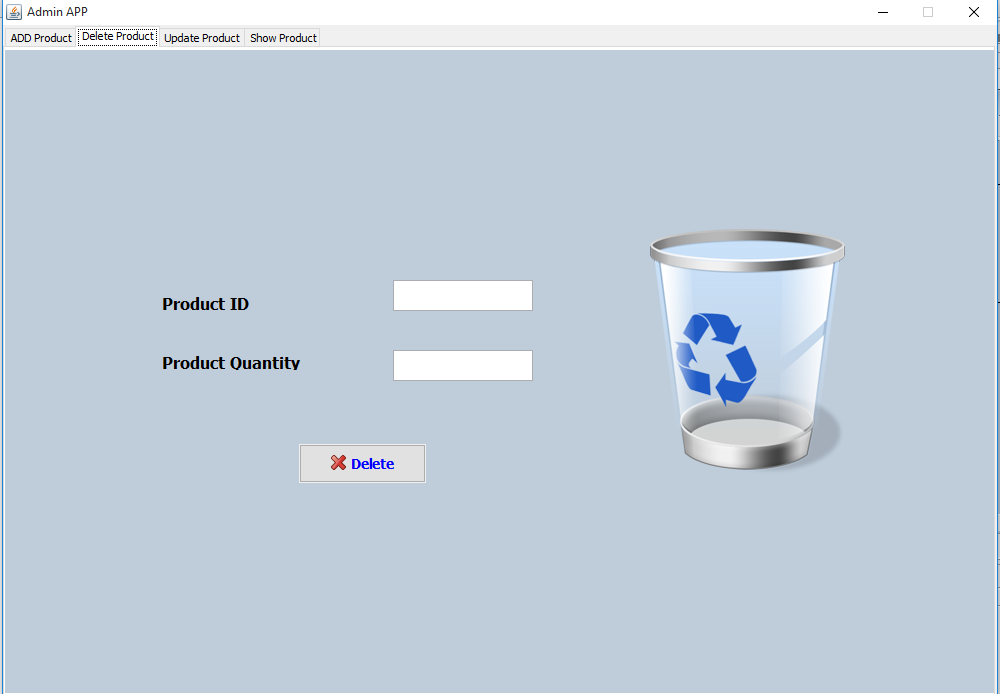 Admin APP
ADD Product Delete Product Update Product Show Product
Product ID
Product Quantity
Delete